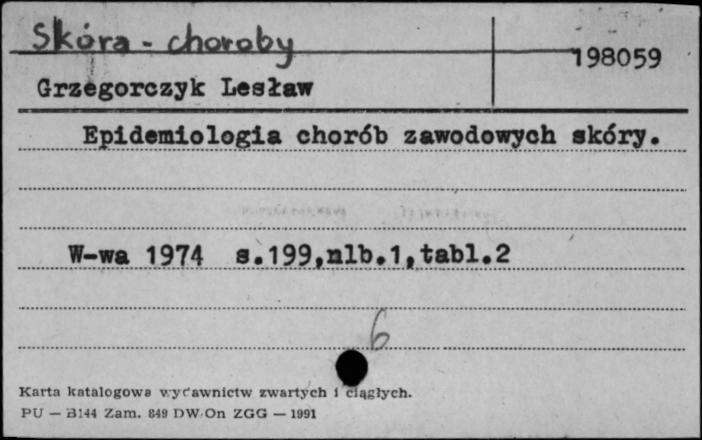 Skóra - choroby
198059
Grzegorczyk Lesław
Epidemiologia chorób zawodowych skóry.
W-wa 1974 s.199,nlb.1,tabl.2
6
Karta katalogowa wydawnictw zwartych i ciągłych.
PU — B144 Zam. 849 DW.On ZGG — 1991